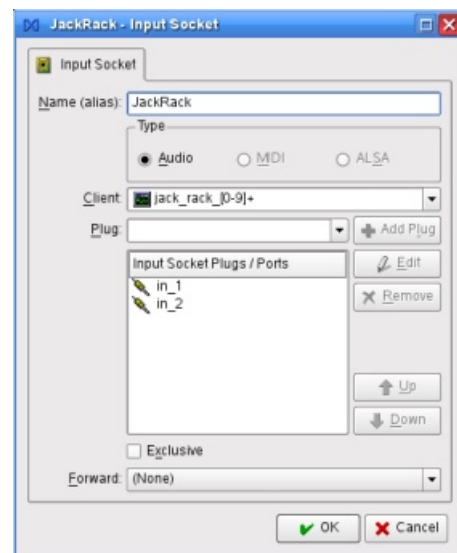 JackRack - Input Socket
Input Socket
Name (alias): JackRack
Type
Audio MIDI ALSA
Client: jack_rack_[0-9]+
Plug: Add Plug
Input Socket Plugs / Ports Edit
in_1
in_2 Remove
Up
Down
Exclusive
Forward: (None)
OK Cancel